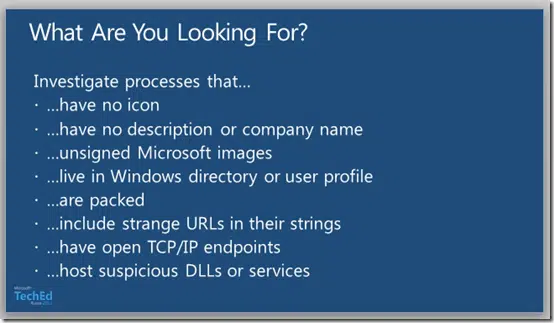 What Are You Looking For?
Investigate processes that...
· ...have no icon
· ...have no description or company name
· ...unsigned Microsoft images
· ...live in Windows directory or user profile
· ...are packed
· ...include strange URLs in their strings
· ...have open TCP/IP endpoints
· ...host suspicious DLLs or services
Microsoft
TechEd